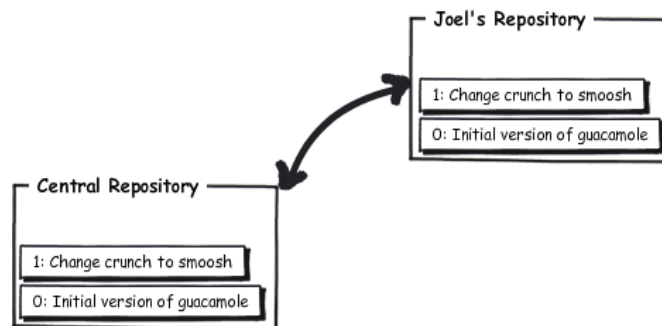 Joel's Repository
1: Change crunch to smoosh
0: Initial version of guacamole
Central Repository
1: Change crunch to smoosh
0: Initial version of guacamole